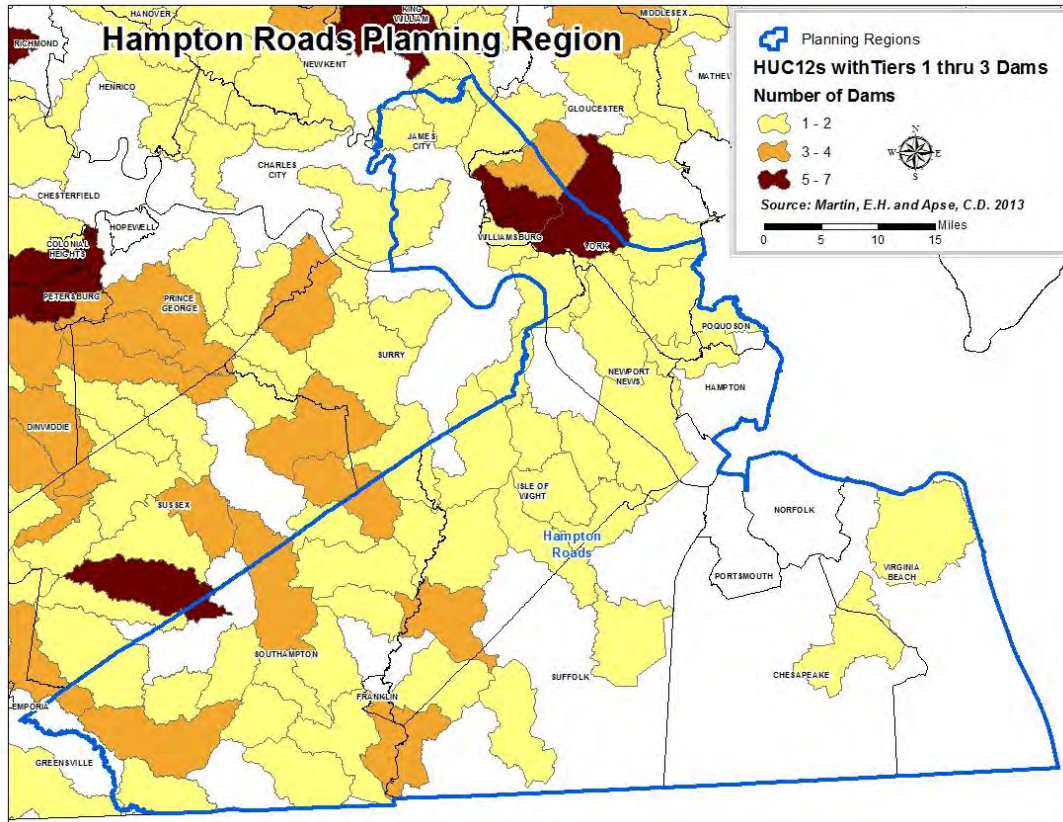 HANOVER
KING
WILLIAM
MIDDLESEX
RICHMOND
Hampton Roads Planning Region
NEW KENT
HENRICO
GLOUCESTER
JAMES
CITY
CHARLES
CITY
CHESTERFIELD
HOPEWELL
COLONIAL
HEIGHTS
WILLIAMSBURG
YORK
PETERSBURG
PRINCE
GEORGE
POQUOSON
SURRY
NEWPORT
NEWS
HAMPTON
DINWIDDIE
ISLE OF
WIGHT
SUSSEX
NORFOLK
Hampton
Roads
PORTSMOUTH
VIRGINIA
BEACH
SOUTHAMPTON
SUFFOLK
CHESAPEAKE
FRANKLIN
EMPORIA
GREENSVILLE
Planning Regions
HUC12s with Tiers 1 thru 3 Dams
Number of Dams
1 - 2
3 - 4
5 - 7
N
W E
S
Source: Martin, E.H. and Apse, C.D. 2013
Miles
0 5 10 15